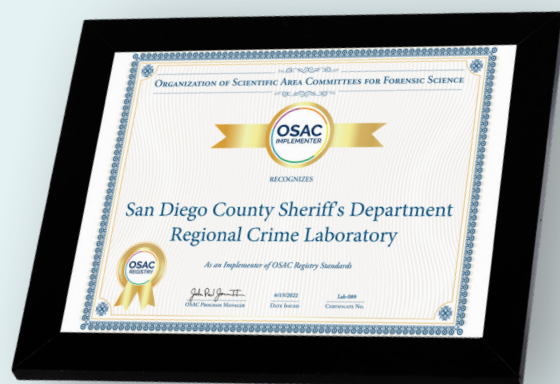 ORGANIZATION OF SCIENTIFIC AREA COMMITTEES FOR FORENSIC SCIENCE
OSAC
IMPLEMENTER
RECOGNIZES
San Diego County Sheriff's Department
Regional Crime Laboratory
As an Implementer of OSAC Registry Standards
OSAC
REGISTRY
6/15/2022
Lab-089
OSAC PROGRAM MANAGER
DATE ISSUED
CERTIFICATE NO.